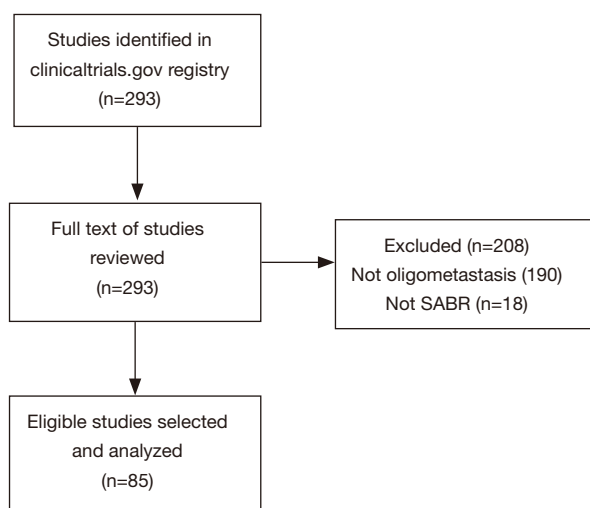 Studies identified in
clinicaltrials.gov registry
(n=293)
Full text of studies
reviewed
(n=293)
Excluded (n=208)
Not oligometastasis (190)
Not SABR (n=18)
Eligible studies selected
and analyzed
(n=85)